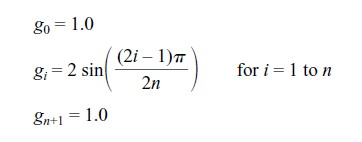 g₀ = 1.0
gᵢ = 2 sin( (2i – 1)π / 2n ) for i = 1 to n
gₙ₊₁ = 1.0